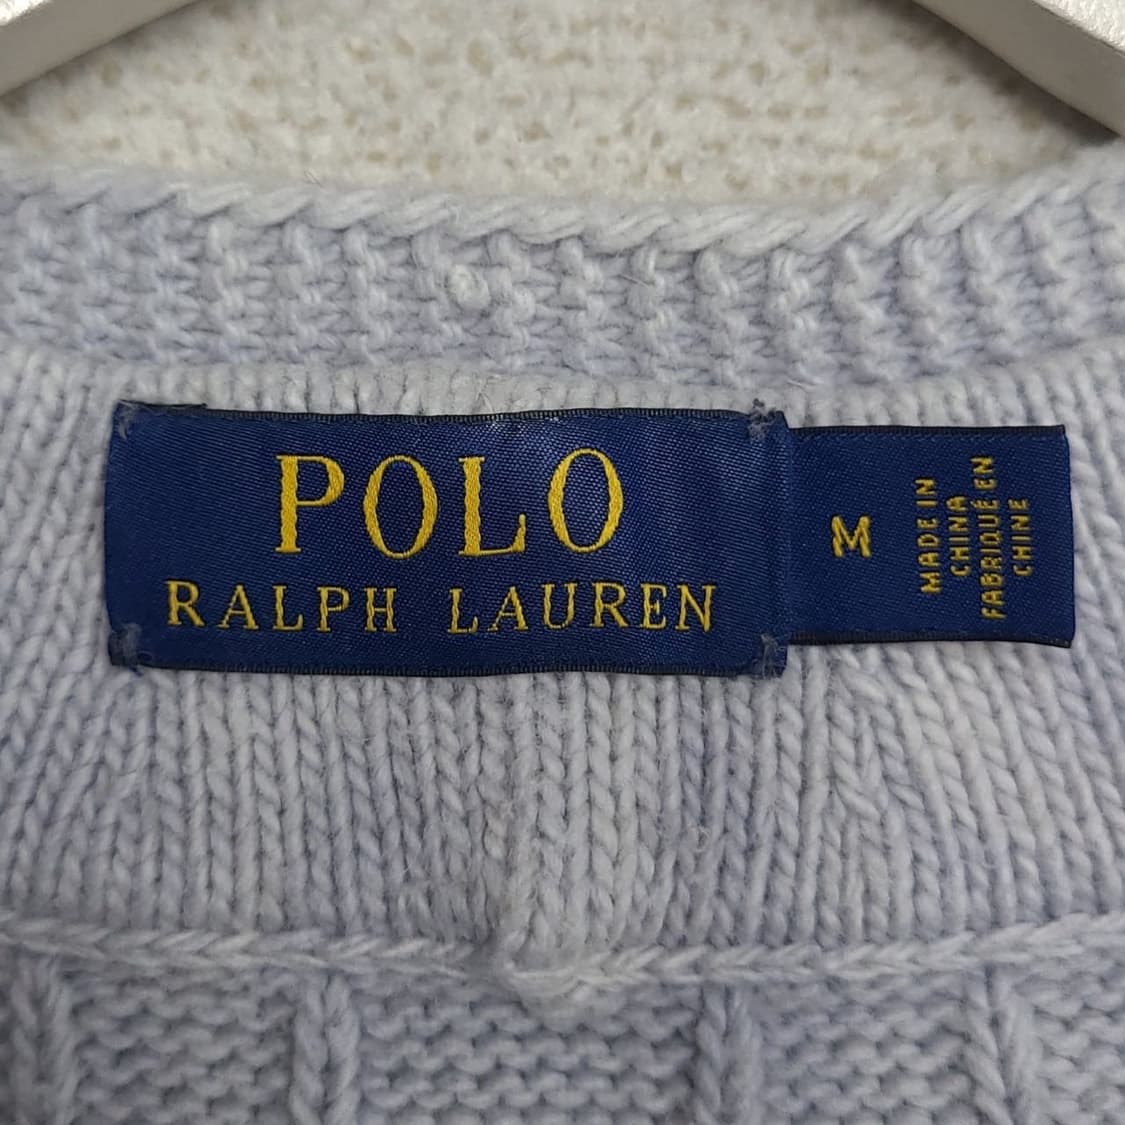 POLO
RALPH LAUREN
M
MADE IN
CHINA
FABRIQUÉ EN
CHINE